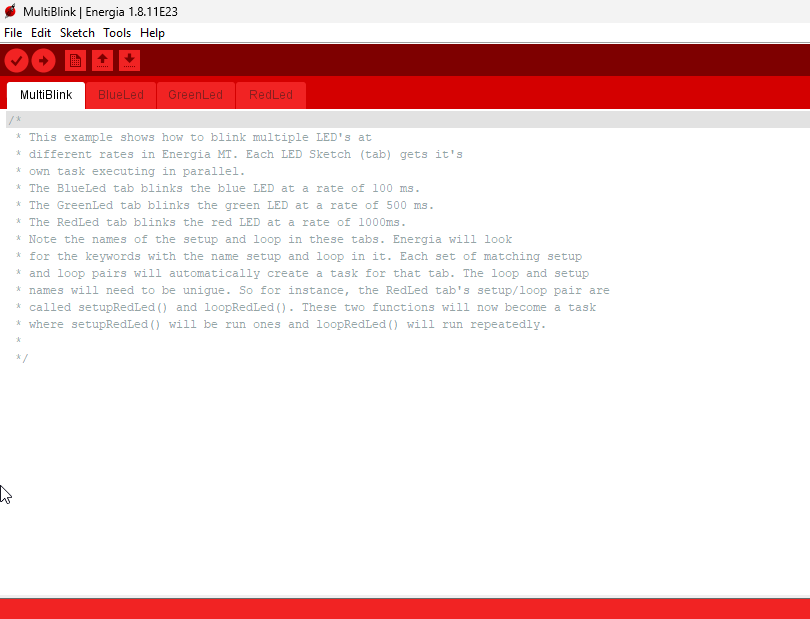 MultiBlink | Energia 1.8.11E23
File Edit Sketch Tools Help
MultiBlink BlueLed GreenLed RedLed
/*
* This example shows how to blink multiple LED's at
* different rates in Energia MT. Each LED Sketch (tab) gets it's
* own task executing in parallel.
* The BlueLed tab blinks the blue LED at a rate of 100 ms.
* The GreenLed tab blinks the green LED at a rate of 500 ms.
* The RedLed tab blinks the red LED at a rate of 1000ms.
* Note the names of the setup and loop in these tabs. Energia will look
* for the keywords with the name setup and loop in it. Each set of matching setup
* and loop pairs will automatically create a task for that tab. The loop and setup
* names will need to be unigue. So for instance, the RedLed tab's setup/loop pair are
* called setupRedLed() and loopRedLed(). These two functions will now become a task
* where setupRedLed() will be run ones and loopRedLed() will run repeatedly.
*
*/